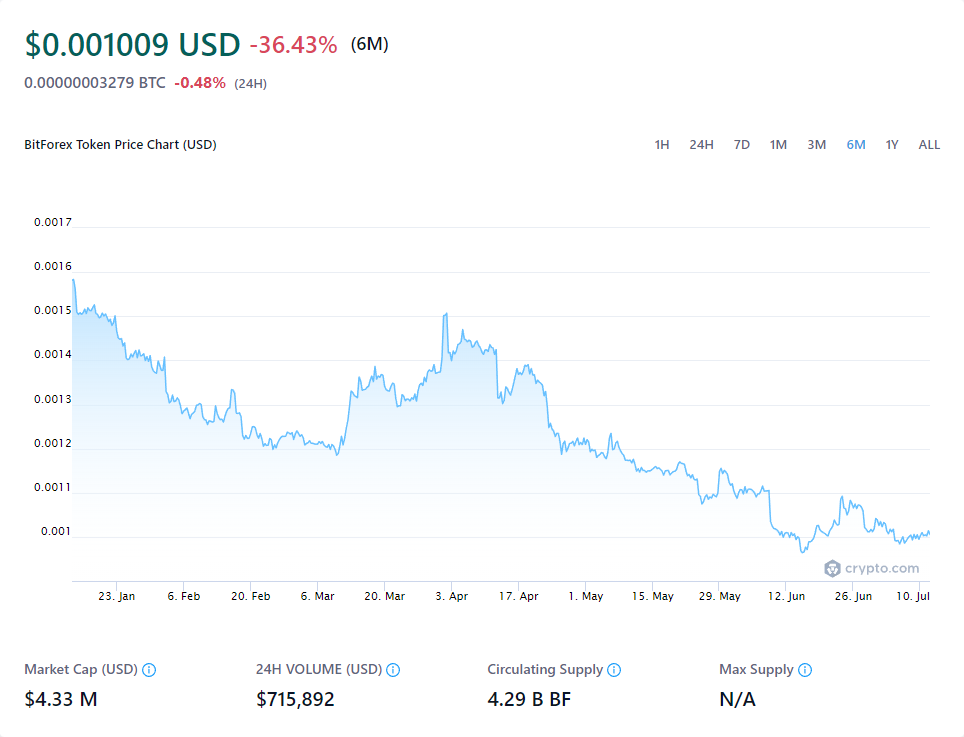 $0.001009 USD -36.43% (6M)
0.00000003279 BTC -0.48% (24H)
BitForex Token Price Chart (USD) 1H 24H 7D 1M 3M 6M 1Y ALL
0.0017
0.0016
0.0015
0.0014
0.0013
0.0012
0.0011
0.001
crypto.com
23. Jan 6. Feb 20. Feb 6. Mar 20. Mar 3. Apr 17. Apr 1. May 15. May 29. May 12. Jun 26. Jun 10. Jul
Market Cap (USD) 24H VOLUME (USD) Circulating Supply Max Supply
$4.33 M $715,892 4.29 B BF N/A